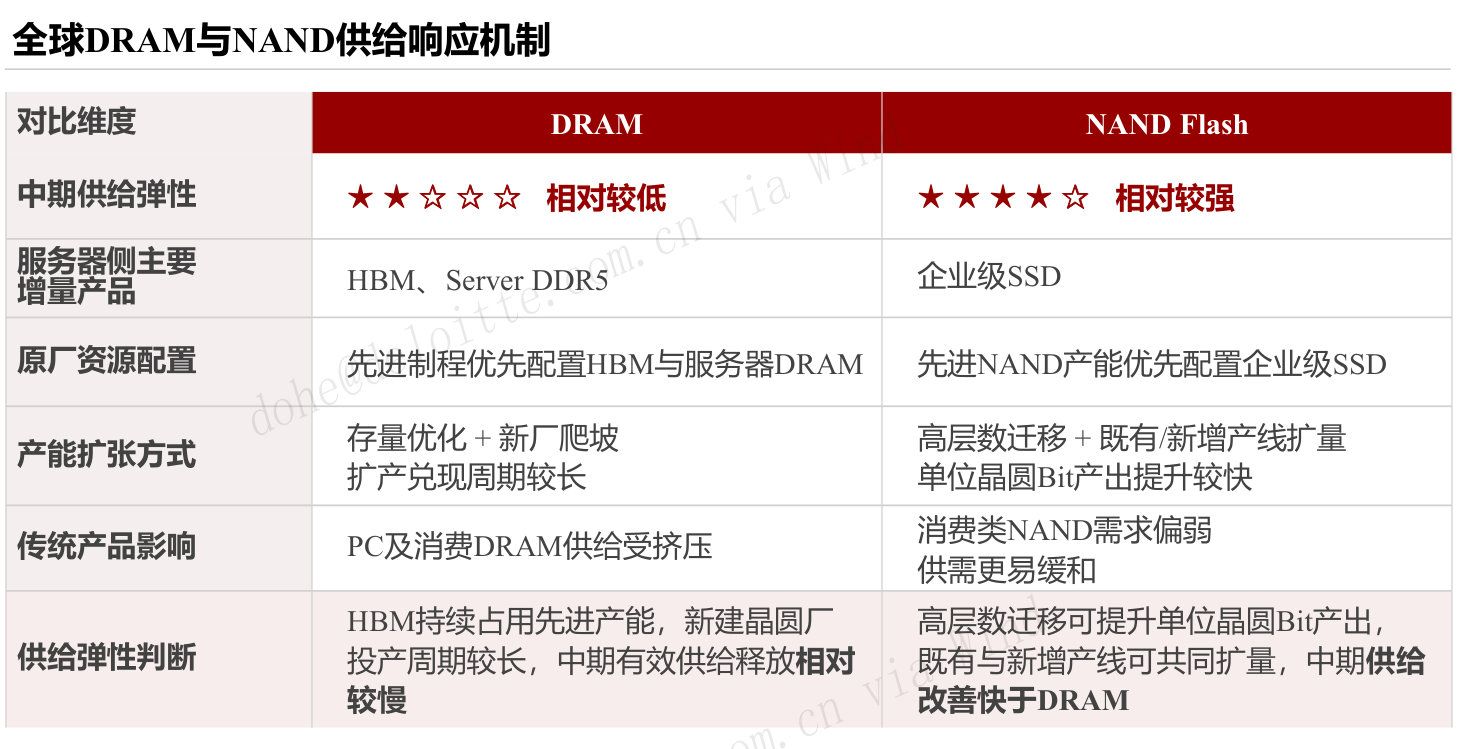 全球DRAM与NAND供给响应机制
对比维度
DRAM
NAND Flash
中期供给弹性
★★☆☆☆ 相对较低
★★★★☆ 相对较强
服务器侧主要
增量产品
HBM、Server DDR5
企业级SSD
原厂资源配置
先进制程优先配置HBM与服务器DRAM
先进NAND产能优先配置企业级SSD
产能扩张方式
存量优化 + 新厂爬坡
扩产兑现周期较长
高层数迁移 + 既有/新增产线扩量
单位晶圆Bit产出提升较快
传统产品影响
PC及消费DRAM供给受挤压
消费类NAND需求偏弱
供需更易缓和
供给弹性判断
HBM持续占用先进产能，新建晶圆厂
投产周期较长，中期有效供给释放相对
较慢
高层数迁移可提升单位晶圆Bit产出，
既有与新增产线可共同扩量，中期供给
改善快于DRAM
dohe@deloitte.com.cn via Wind
om.cn via Wind